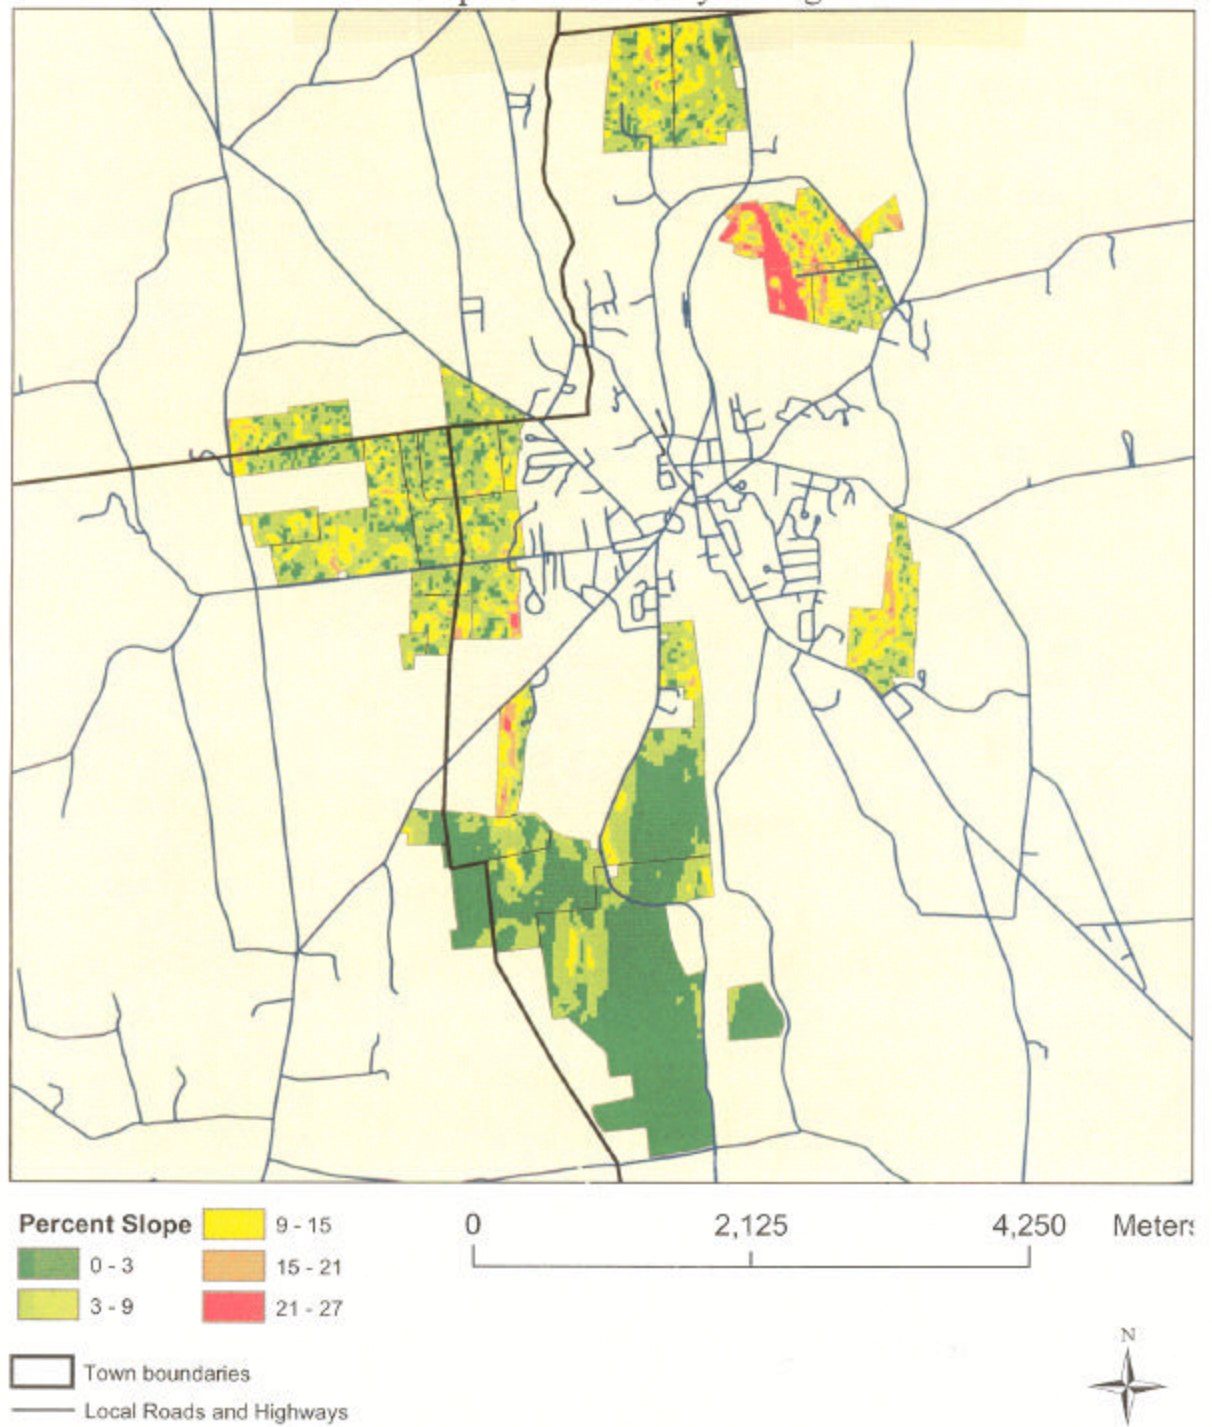 Percent Slope
0 - 3
3 - 9
9 - 15
15 - 21
21 - 27
0 2,125 4,250 Meters
Town boundaries
Local Roads and Highways
N